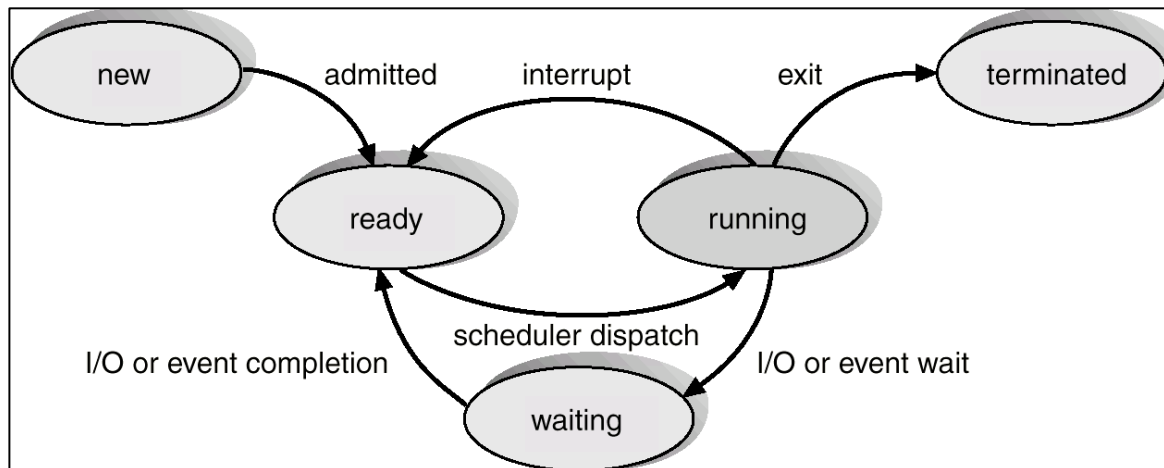 new
admitted
interrupt
exit
terminated
ready
running
scheduler dispatch
I/O or event completion
I/O or event wait
waiting